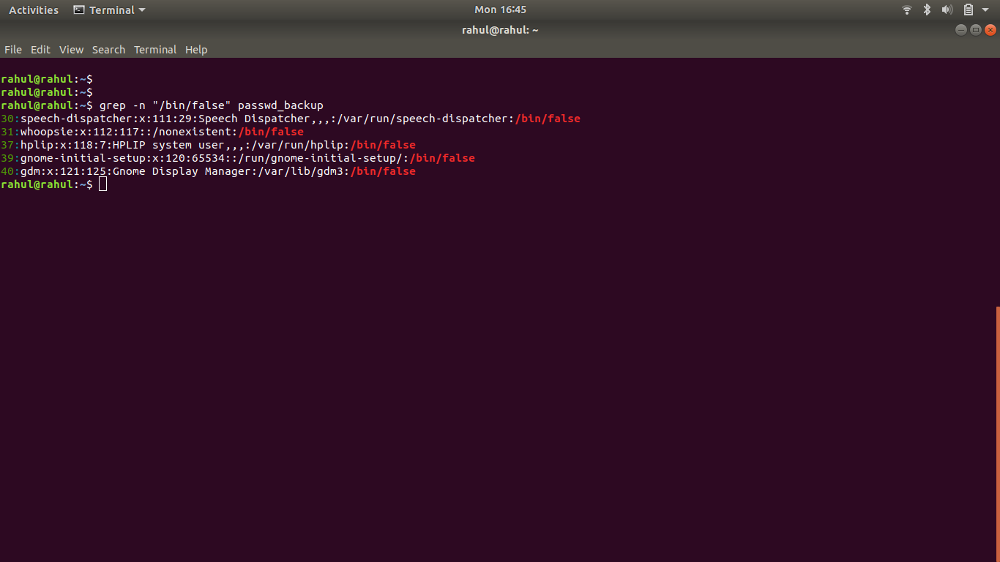 Activities Terminal Mon 16:45
rahul@rahul: ~
File Edit View Search Terminal Help
rahul@rahul:~$
rahul@rahul:~$
rahul@rahul:~$ grep -n "/bin/false" passwd_backup
30:speech-dispatcher:x:111:29:Speech Dispatcher,,,:/var/run/speech-dispatcher:/bin/false
31:whoopsie:x:112:117::/nonexistent:/bin/false
37:hplip:x:118:7:HPLIP system user,,,:/var/run/hplip:/bin/false
39:gnome-initial-setup:x:120:65534::/run/gnome-initial-setup/:/bin/false
40:gdm:x:121:125:Gnome Display Manager:/var/lib/gdm3:/bin/false
rahul@rahul:~$